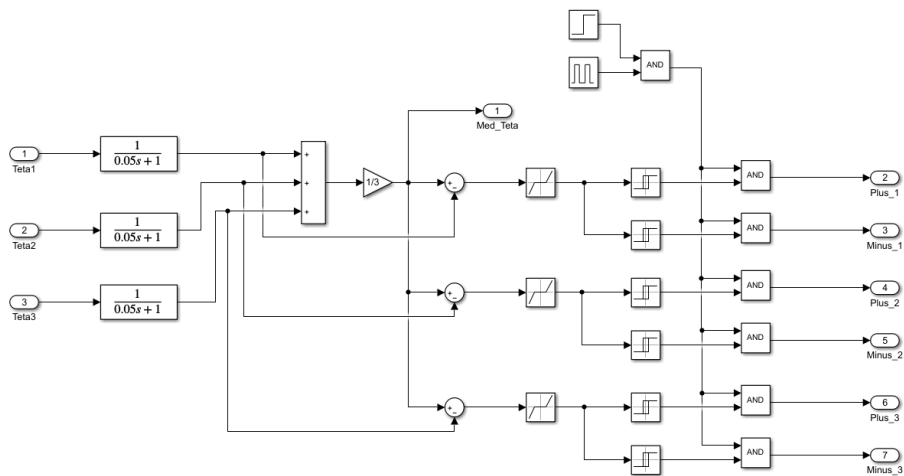 AND
1
Med_Teta
1
Teta1
1
0.05s + 1
+
+
+
1/3
+
−
AND
2
Plus_1
2
Teta2
1
0.05s + 1
AND
3
Minus_1
3
Teta3
1
0.05s + 1
+
−
AND
4
Plus_2
AND
5
Minus_2
+
−
AND
6
Plus_3
AND
7
Minus_3